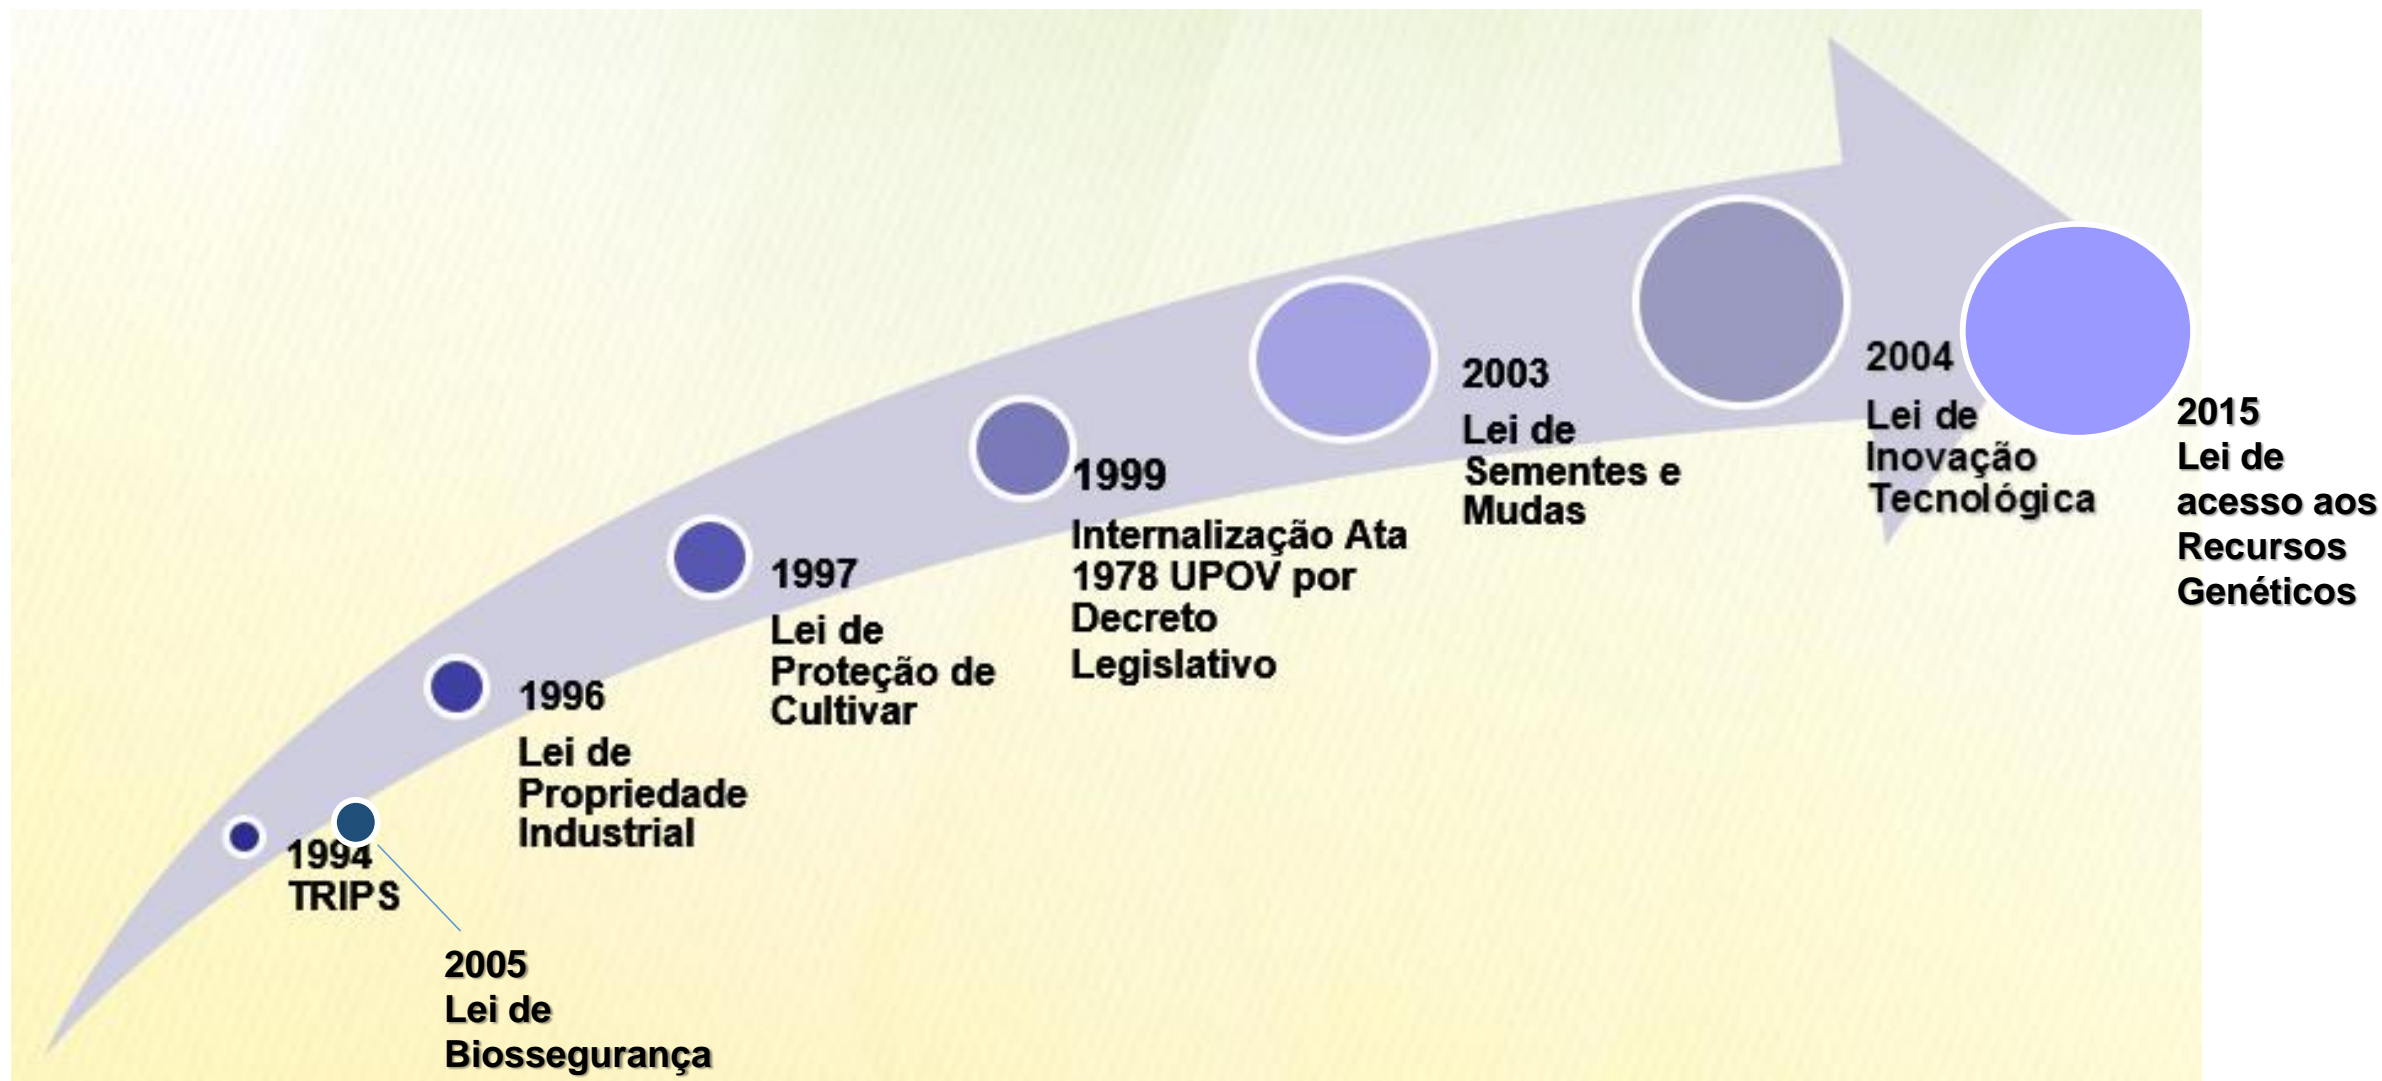 1994
TRIPS
2005
Lei de
Biossegurança
1996
Lei de
Propriedade
Industrial
1997
Lei de
Proteção de
Cultivar
1999
Internalização Ata
1978 UPOV por
Decreto
Legislativo
2003
Lei de
Sementes e
Mudas
2004
Lei de
Inovação
Tecnológica
2015
Lei de
acesso aos
Recursos
Genéticos